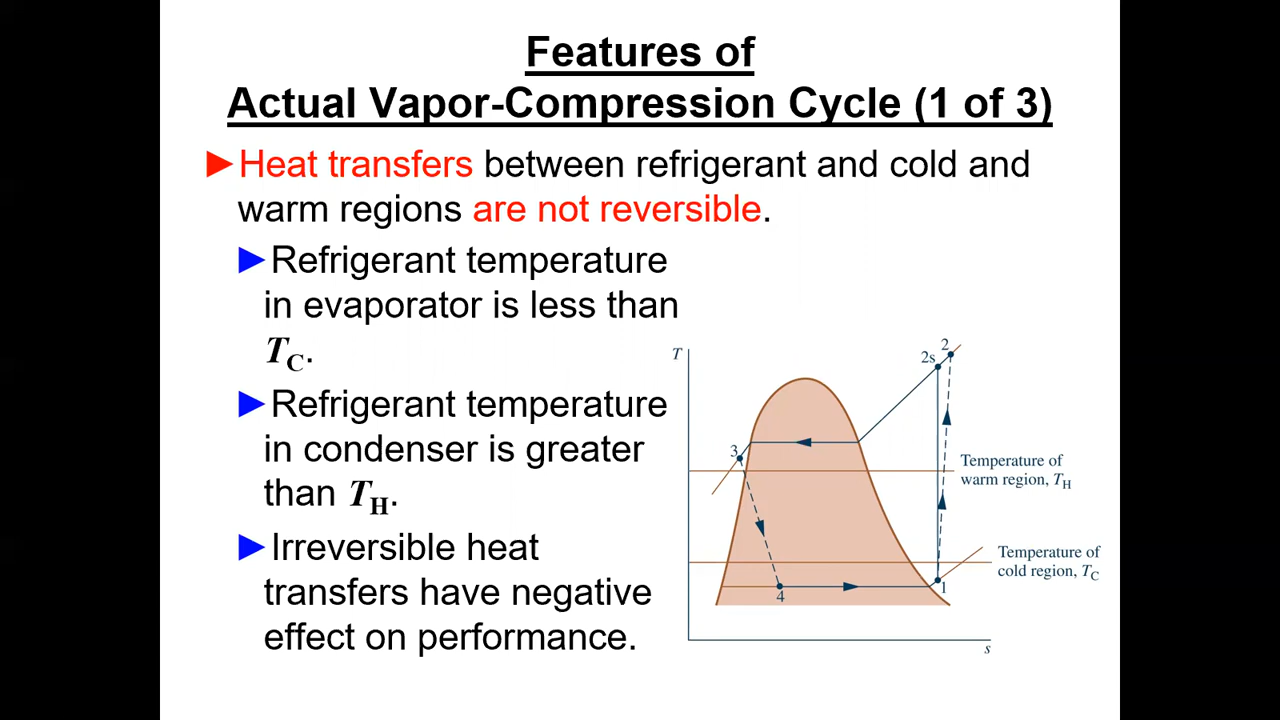 Features of
Actual Vapor-Compression Cycle (1 of 3)
►Heat transfers between refrigerant and cold and
warm regions are not reversible.
►Refrigerant temperature
in evaporator is less than
TC.
►Refrigerant temperature
in condenser is greater
than TH.
►Irreversible heat
transfers have negative
effect on performance.
T
2
2s
3
Temperature of
warm region, TH
Temperature of
cold region, TC
1
4
s